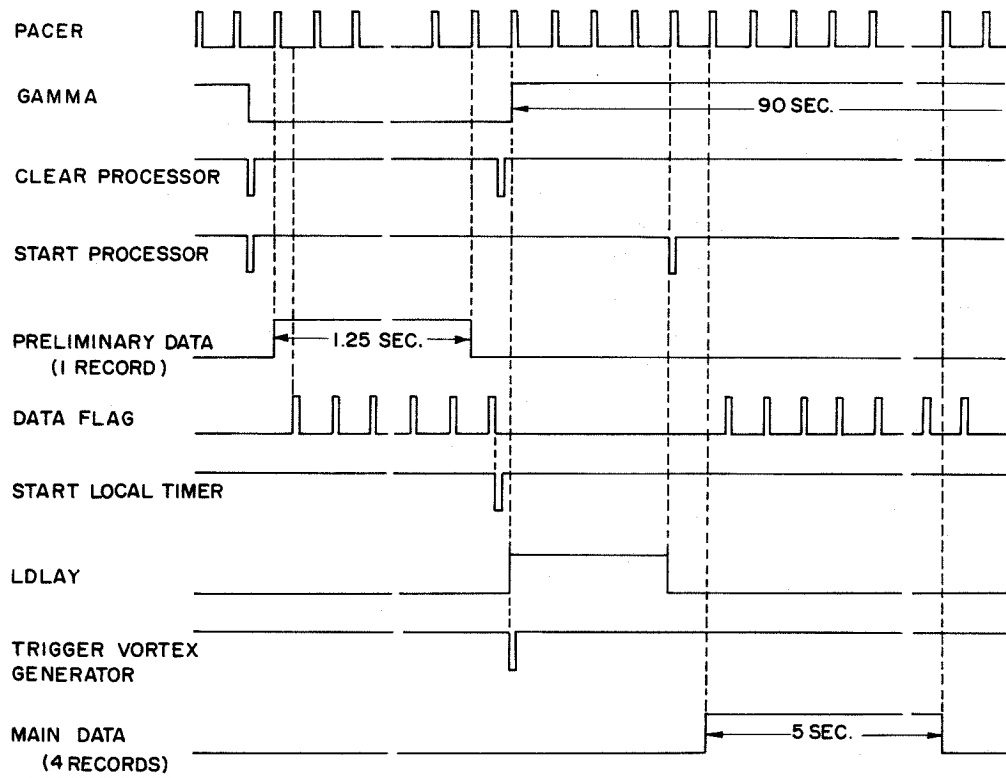 PACER
GAMMA
90 SEC.
CLEAR PROCESSOR
START PROCESSOR
PRELIMINARY DATA
(1 RECORD)
1.25 SEC.
DATA FLAG
START LOCAL TIMER
LDLAY
TRIGGER VORTEX
GENERATOR
MAIN DATA
(4 RECORDS)
5 SEC.